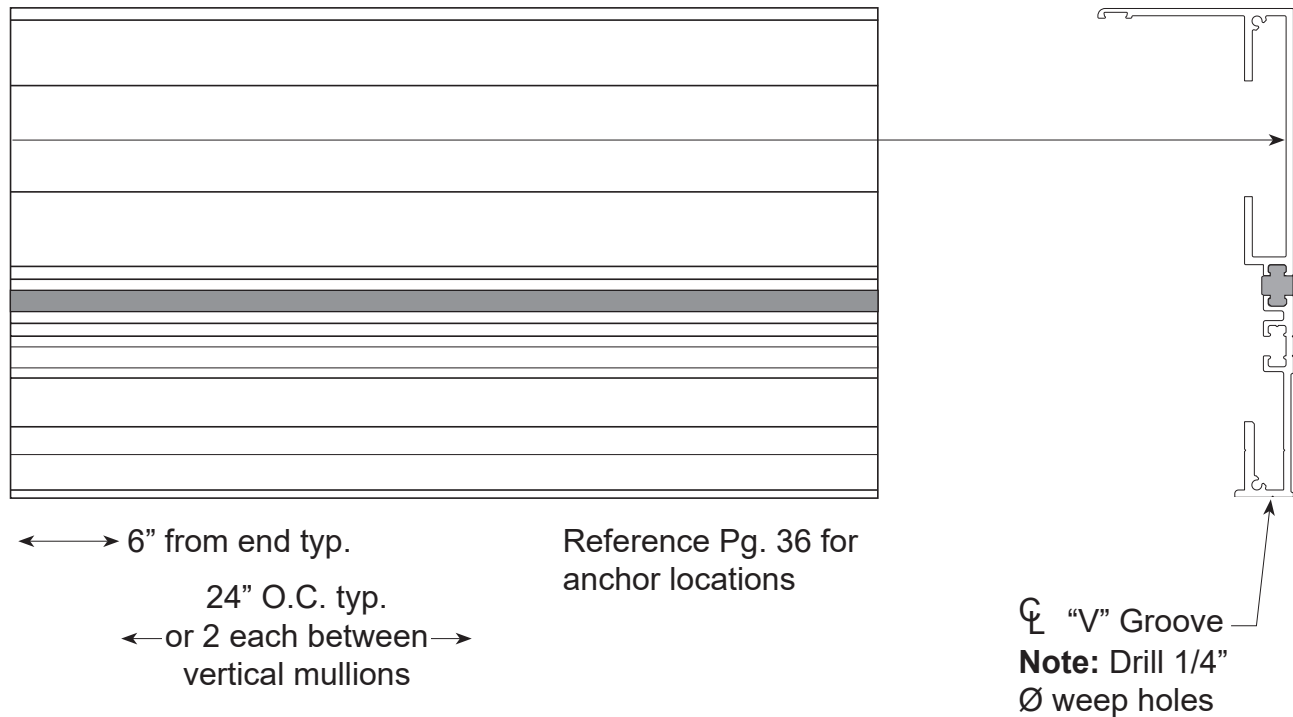 6” from end typ.
24” O.C. typ.
or 2 each between
vertical mullions
Reference Pg. 36 for
anchor locations
℄ “V” Groove
Note: Drill 1/4”
Ø weep holes